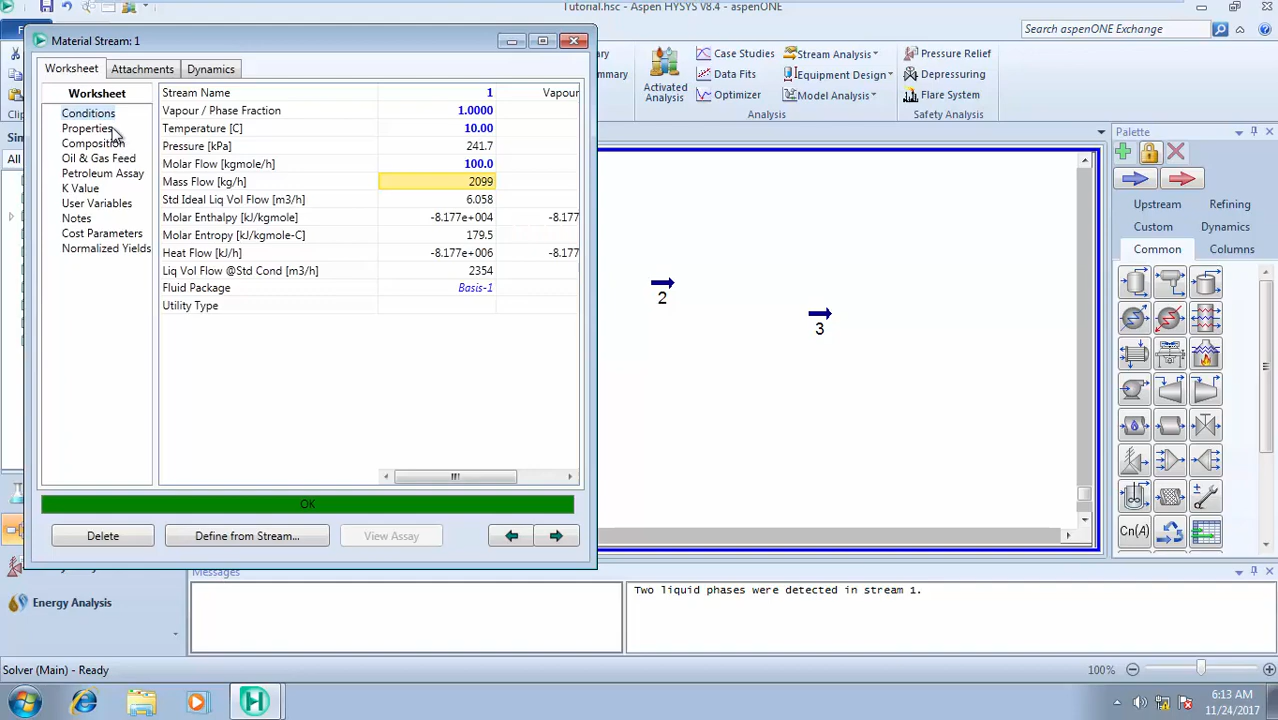 Tutorial.hsc - Aspen HYSYS V8.4 - aspenONE
Search aspenONE Exchange
Material Stream: 1
Worksheet Attachments Dynamics
Worksheet
Conditions
Properties
Composition
Oil & Gas Feed
Petroleum Assay
K Value
User Variables
Notes
Cost Parameters
Normalized Yields
Stream Name 1 Vapour
Vapour / Phase Fraction 1.0000
Temperature [C] 10.00
Pressure [kPa] 241.7
Molar Flow [kgmole/h] 100.0
Mass Flow [kg/h] 2099
Std Ideal Liq Vol Flow [m3/h] 6.058
Molar Enthalpy [kJ/kgmole] -8.177e+004 -8.177
Molar Entropy [kJ/kgmole-C] 179.5
Heat Flow [kJ/h] -8.177e+006 -8.177
Liq Vol Flow @Std Cond [m3/h] 2354
Fluid Package Basis-1
Utility Type
OK
Delete Define from Stream... View Assay
mmary
ummary
Activated
Analysis
Case Studies
Data Fits
Optimizer
Stream Analysis
Equipment Design
Model Analysis
Analysis
Pressure Relief
Depressuring
Flare System
Safety Analysis
Clip
Sim
All
2
3
Palette
Upstream Refining
Custom Dynamics
Common Columns
Cn(A)
Messages
Two liquid phases were detected in stream 1.
Energy Analysis
Solver (Main) - Ready
100%
6:13 AM
11/24/2017